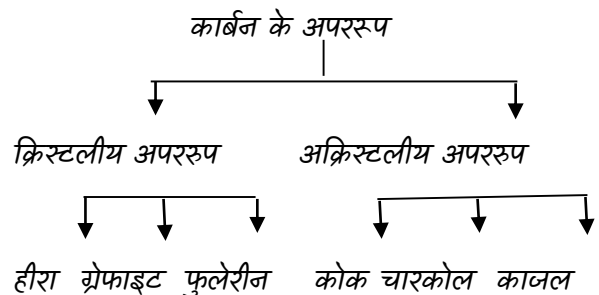 कार्बन के अपररूप
क्रिस्टलीय अपररुप अक्रिस्टलीय अपररुप
हीरा ग्रेफाइट फुलेरीन कोक चारकोल काजल